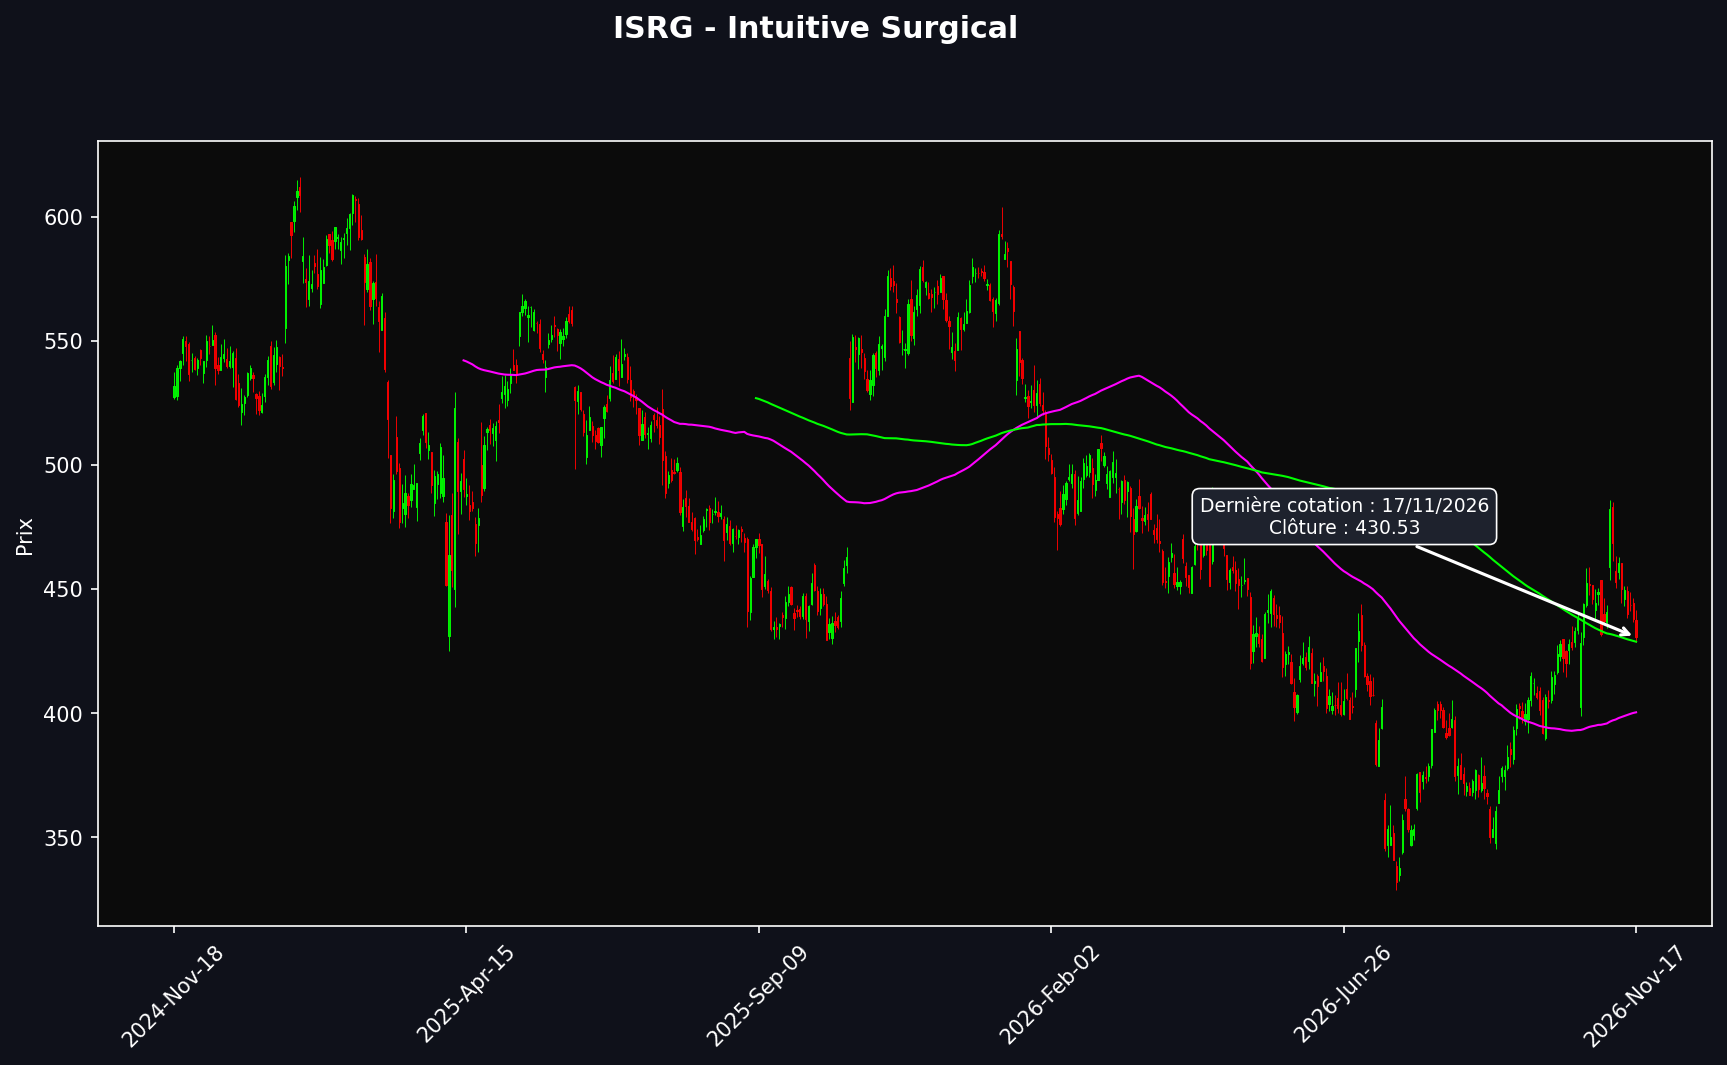 ISRG - Intuitive Surgical
Prix
600
550
500
450
400
350
Dernière cotation : 17/11/2026
Clôture : 430.53
2024-Nov-18
2025-Apr-15
2025-Sep-09
2026-Feb-02
2026-Jun-26
2026-Nov-17